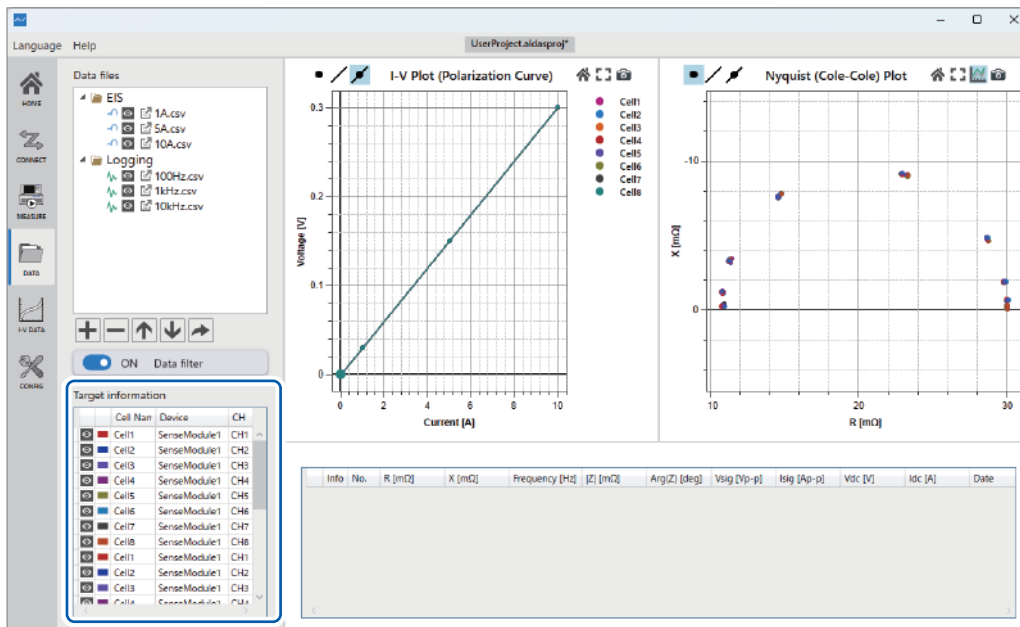 Language Help
UserProject.aldasproj*
HOME
CONNECT
MEASURE
DATA
I-V DATA
CONFIG
Data files
EIS
1A.csv
5A.csv
10A.csv
Logging
100Hz.csv
1kHz.csv
10kHz.csv
ON Data filter
Target information
Cell Nam Device CH
Cell1 SenseModule1 CH1
Cell2 SenseModule1 CH2
Cell3 SenseModule1 CH3
Cell4 SenseModule1 CH4
Cell5 SenseModule1 CH5
Cell6 SenseModule1 CH6
Cell7 SenseModule1 CH7
Cell8 SenseModule1 CH8
Cell1 SenseModule1 CH1
Cell2 SenseModule1 CH2
Cell3 SenseModule1 CH3
Cell4 SenseModule1 CH4
I-V Plot (Polarization Curve)
Cell1
Cell2
Cell3
Cell4
Cell5
Cell6
Cell7
Cell8
Voltage [V]
0.3
0.2
0.1
0
0 2 4 6 8 10
Current [A]
Nyquist (Cole-Cole) Plot
X [mΩ]
-10
0
10 20 30
R [mΩ]
Info No. R [mΩ] X [mΩ] Frequency [Hz] |Z| [mΩ] Arg(Z) [deg] Vsig [Vp-p] Isig [Ap-p] Vdc [V] Idc [A] Date